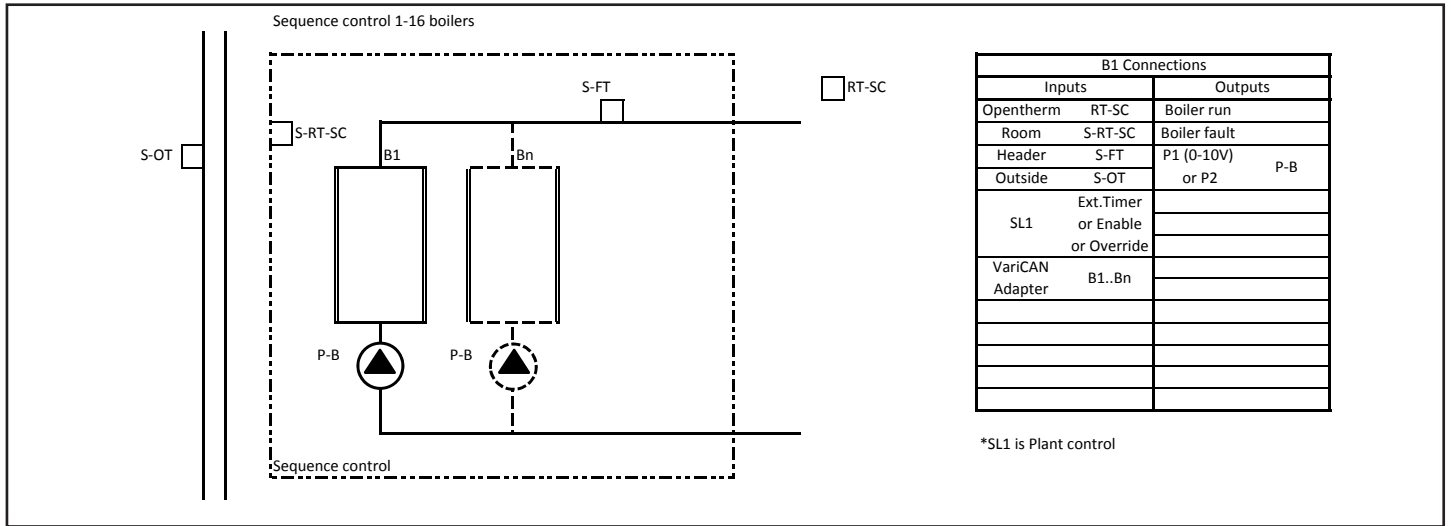 Sequence control 1-16 boilers
S-OT
S-RT-SC
S-FT
RT-SC
B1
Bn
P-B
P-B
Sequence control
B1 Connections
Inputs Outputs
Opentherm RT-SC Boiler run
Room S-RT-SC Boiler fault
Header S-FT P1 (0-10V)
P-B
Outside S-OT or P2
Ext.Timer
SL1 or Enable
or Override
VariCAN
B1..Bn
Adapter
*SL1 is Plant control